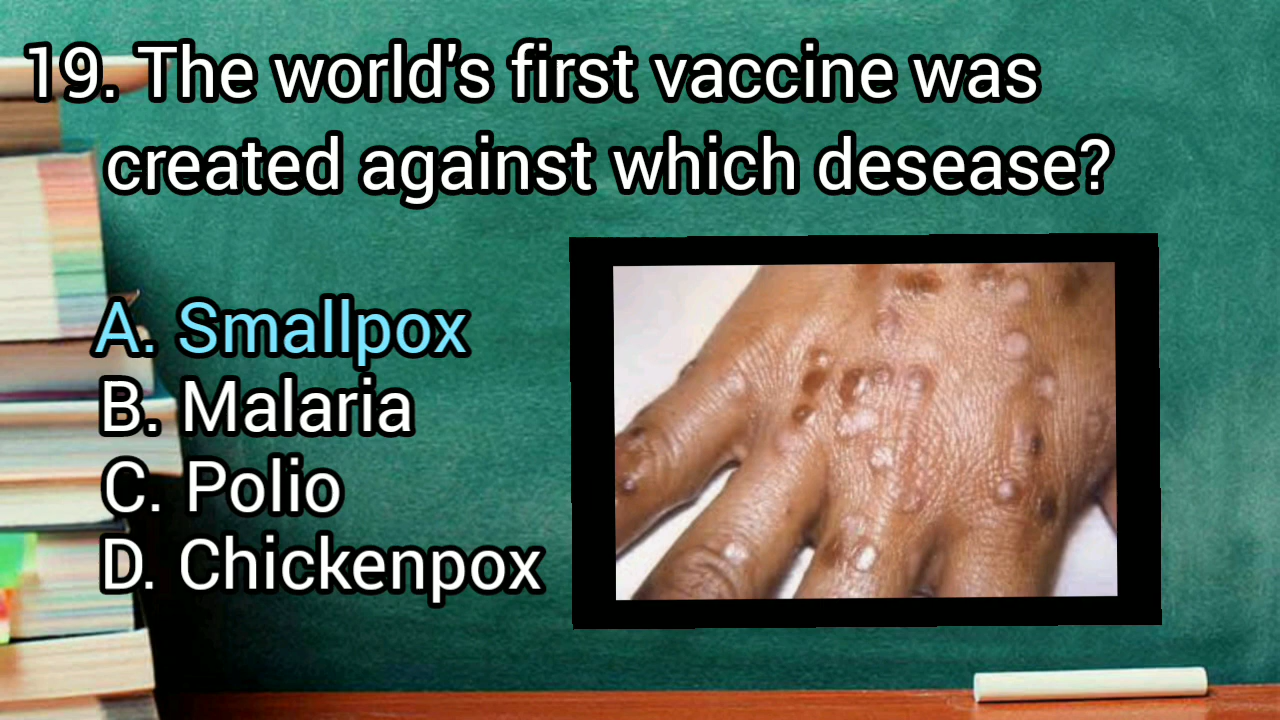 19. The world's first vaccine was
created against which desease?
A. Smallpox
B. Malaria
C. Polio
D. Chickenpox